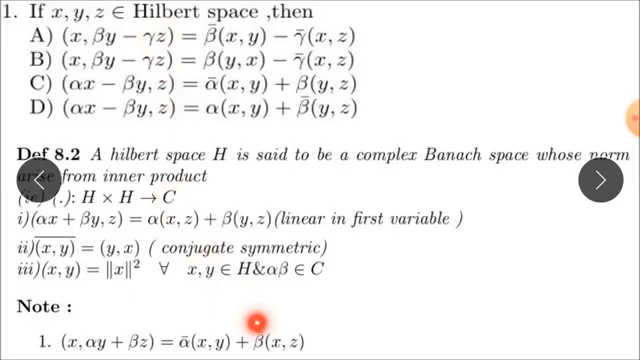 1. If x, y, z ∈ Hilbert space ,then
A) (x, βy − γz) = β̄(x, y) − γ̄(x, z)
B) (x, βy − γz) = β(y, x) − γ̄(x, z)
C) (αx − βy, z) = ᾱ(x, y) + β(y, z)
D) (αx − βy, z) = α(x, y) + β̄(y, z)
Def 8.2 A hilbert space H is said to be a complex Banach space whose norm
from inner product
(.): H × H → C
i)(αx + βy, z) = α(x, z) + β(y, z)(linear in first variable )
ii)\overline{(x, y)} = (y, x) ( conjugate symmetric)
iii)(x, y) = ‖x‖² ∀ x, y ∈ H&αβ ∈ C
Note :
1. (x, αy + βz) = ᾱ(x, y) + β̄(x, z)